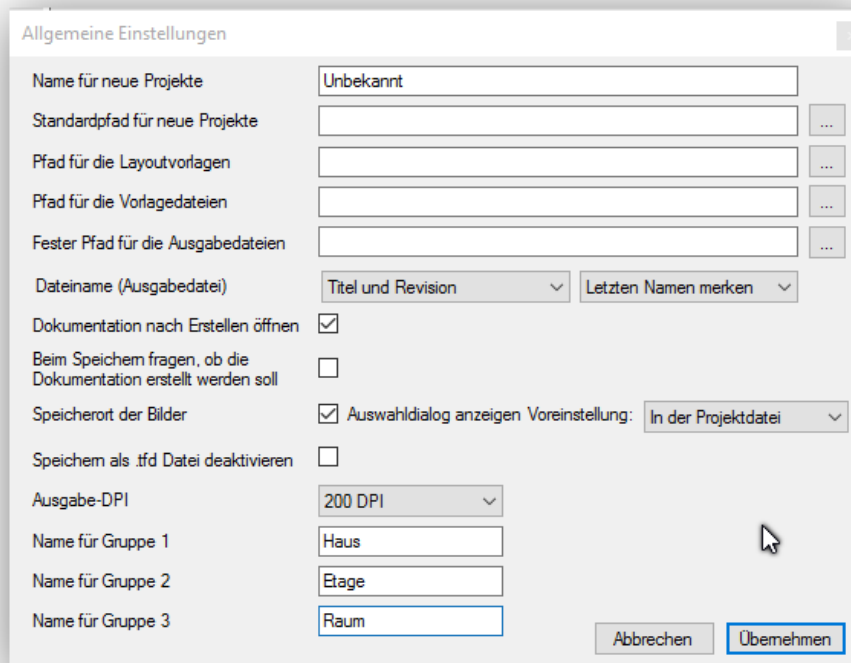 Allgemeine Einstellungen
Name für neue Projekte Unbekannt
Standardpfad für neue Projekte ...
Pfad für die Layoutvorlagen ...
Pfad für die Vorlagedateien ...
Fester Pfad für die Ausgabedateien ...
Dateiname (Ausgabedatei) Titel und Revision Letzten Namen merken
Dokumentation nach Erstellen öffnen
Beim Speichern fragen, ob die
Dokumentation erstellt werden soll
Speicherort der Bilder Auswahldialog anzeigen Voreinstellung: In der Projektdatei
Speichern als .tfd Datei deaktivieren
Ausgabe-DPI 200 DPI
Name für Gruppe 1 Haus
Name für Gruppe 2 Etage
Name für Gruppe 3 Raum
Abbrechen Übernehmen